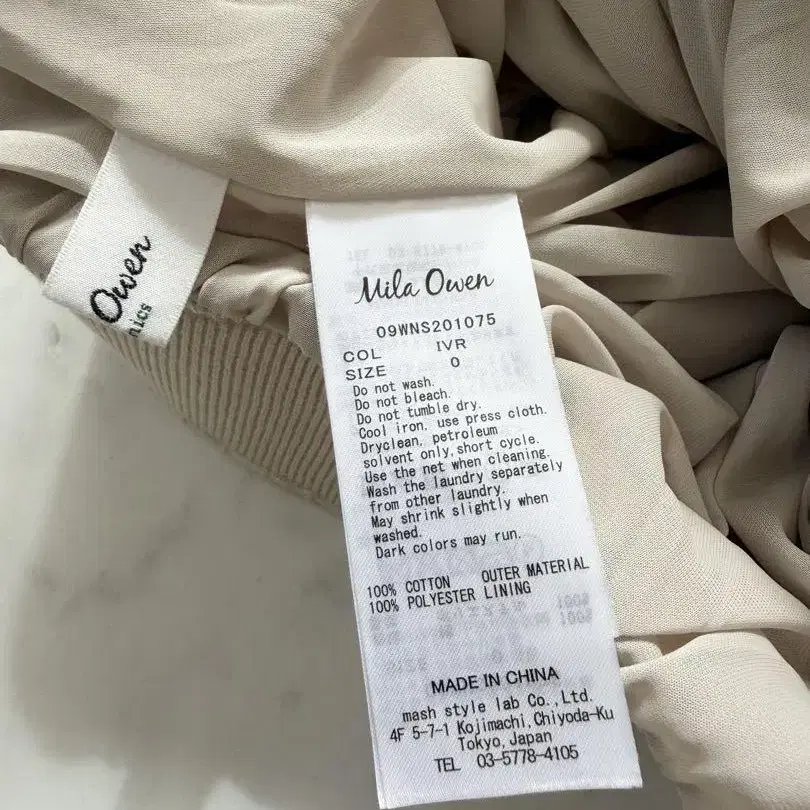 Owen
nics
Mila Owen
09WNS201075
COL IVR
SIZE 0
Do not wash.
Do not bleach.
Do not tumble dry.
Cool iron, use press cloth.
Dryclean, petroleum
solvent only,short cycle.
Use the net when cleaning.
Wash the laundry separately
from other laundry.
May shrink slightly when
washed.
Dark colors may run.
100% COTTON OUTER MATERIAL
100% POLYESTER LINING
MADE IN CHINA
mash style lab Co.,Ltd.
4F 5-7-1 Kojimachi,Chiyoda-Ku
Tokyo,Japan
TEL 03-5778-4105